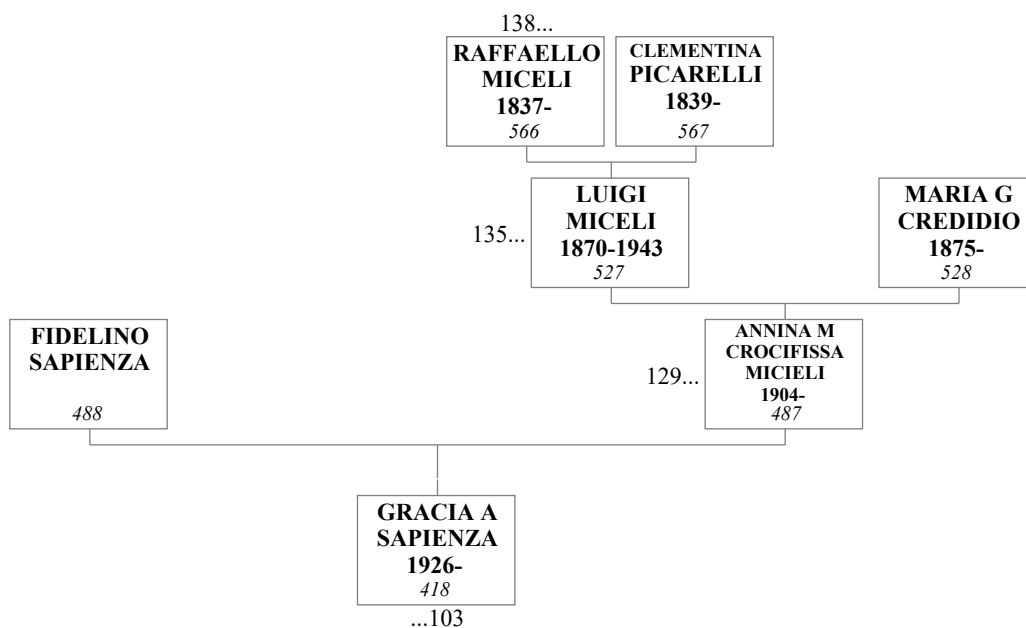 138...
RAFFAELLO
MICELI
1837-
566
CLEMENTINA
PICARELLI
1839-
567
135...
LUIGI
MICELI
1870-1943
527
MARIA G
CREDIDIO
1875-
528
FIDELINO
SAPIENZA
488
129...
ANNINA M
CROCIFISSA
MICIELI
1904-
487
GRACIA A
SAPIENZA
1926-
418
...103